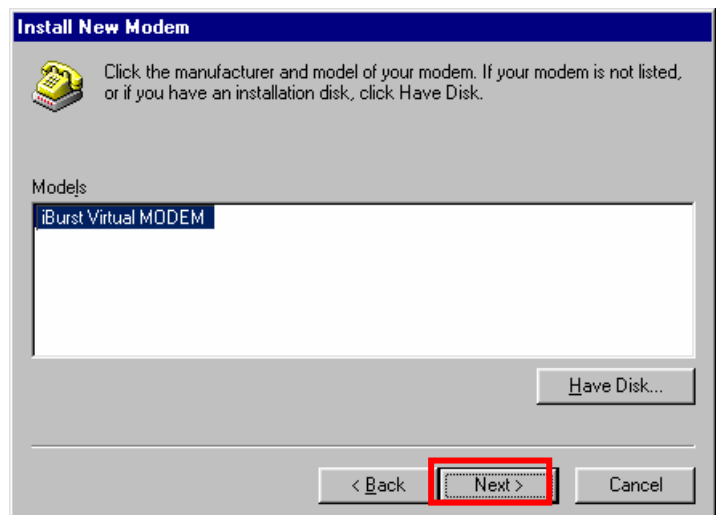 Install New Modem
Click the manufacturer and model of your modem. If your modem is not listed,
or if you have an installation disk, click Have Disk.
Models
iBurst Virtual MODEM
Have Disk...
< Back Next > Cancel